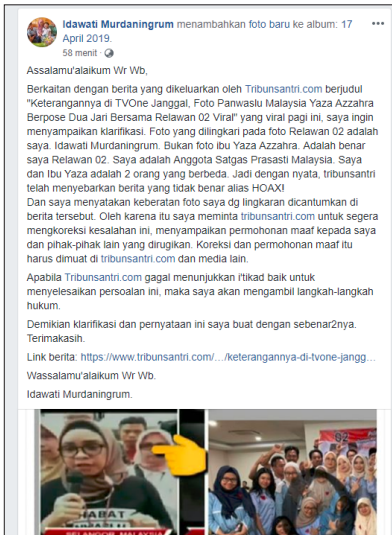 Idawati Murdaningrum menambahkan foto baru ke album: 17
April 2019.
58 menit ·
Assalamu'alaikum Wr Wb,
Berkaitan dengan berita yang dikeluarkan oleh Tribunsantri.com berjudul
"Keterangannya di TVOne Janggal, Foto Panwaslu Malaysia Yaza Azzahra
Berpose Dua Jari Bersama Relawan 02 Viral" yang viral pagi ini, saya ingin
menyampaikan klarifikasi. Foto yang dilingkari pada foto Relawan 02 adalah
saya. Idawati Murdaningrum. Bukan foto ibu Yaza Azzahra. Adalah benar
saya Relawan 02. Saya adalah Anggota Satgas Prasasti Malaysia. Saya
dan Ibu Yaza adalah 2 orang yang berbeda. Jadi dengan nyata, tribunsantri
telah menyebarkan berita yang tidak benar alias HOAX!
Dan saya menyatakan keberatan foto saya dg lingkaran dicantumkan di
berita tersebut. Oleh karena itu saya meminta tribunsantri.com untuk segera
mengkoreksi kesalahan ini, menyampaikan permohonan maaf kepada saya
dan pihak-pihak lain yang dirugikan. Koreksi dan permohonan maaf itu
harus dimuat di tribunsantri.com dan media lain.
Apabila Tribunsantri.com gagal menunjukkan i'tikad baik untuk
menyelesaikan persoalan ini, maka saya akan mengambil langkah-langkah
hukum.
Demikian klarifikasi dan pernyataan ini saya buat dengan sebenar2nya.
Terimakasih.
Link berita: https://www.tribunsantri.com/.../keterangannya-di-tvone-jangg...
Wassalamu'alaikum Wr Wb.
Idawati Murdaningrum.
02
SELANGOR, MALAYSIA